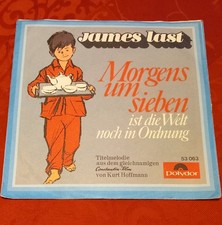 James Last
Morgens
um
sieben
ist die Welt
noch in Ordnung
Titelmelodie
aus dem gleichnamigen
Constantin-Film
von Kurt Hoffmann
53 063
Polydor